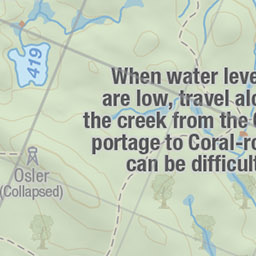 419
When water leve
are low, travel alo
the creek from the
portage to Coral-ro
can be difficult
Osler
(Collapsed)